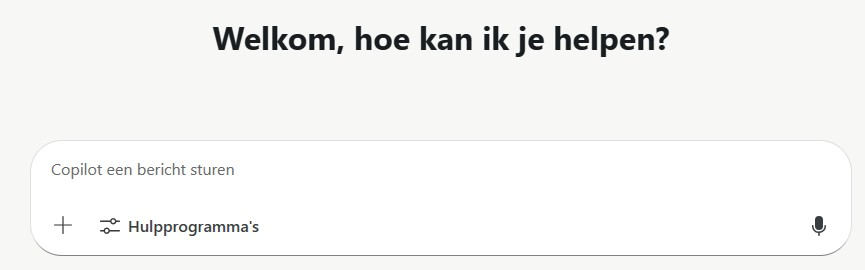 Welkom, hoe kan ik je helpen?
Copilot een bericht sturen
Hulpprogramma's